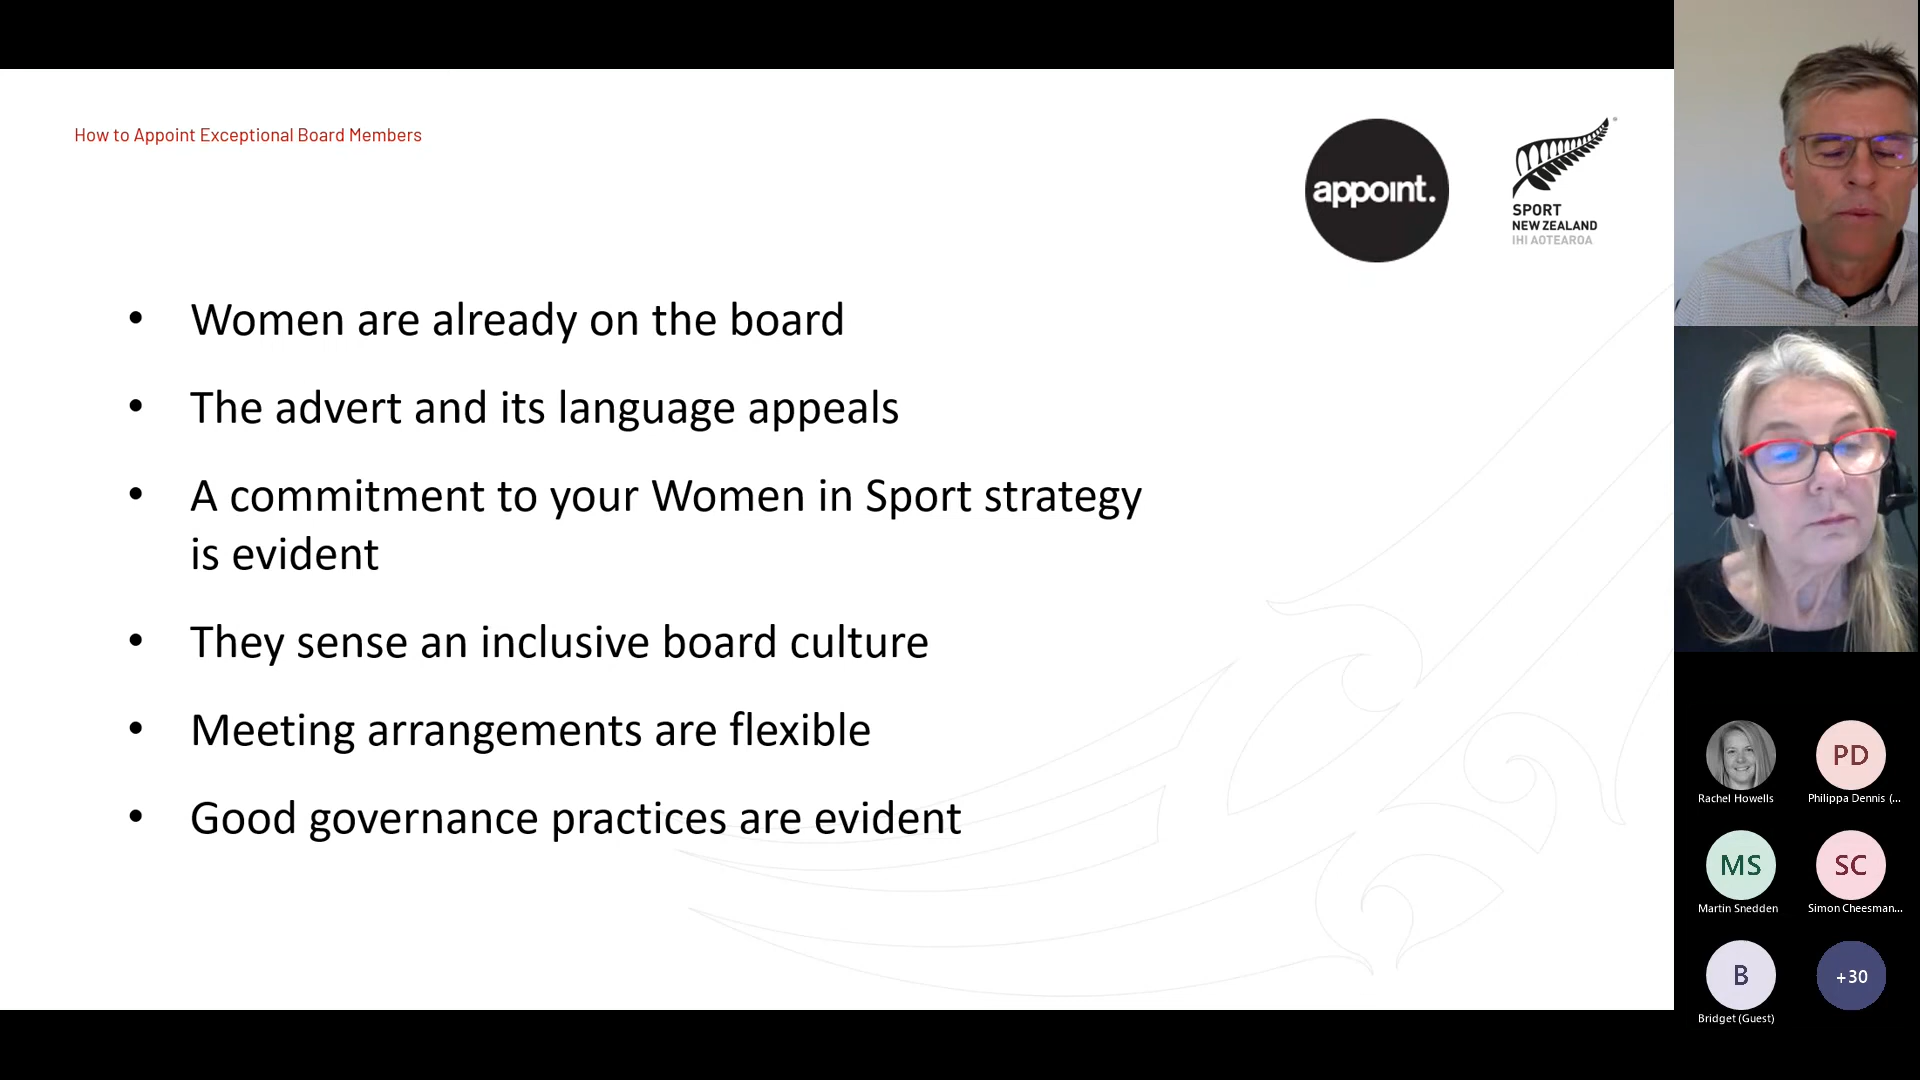 How to Appoint Exceptional Board Members
appoint.
SPORT
NEW ZEALAND
IHI AOTEAROA
• Women are already on the board
• The advert and its language appeals
• A commitment to your Women in Sport strategy
is evident
• They sense an inclusive board culture
• Meeting arrangements are flexible
• Good governance practices are evident
Rachel Howells
PD
Philippa Dennis (...
MS
Martin Snedden
SC
Simon Cheesman...
B
Bridget (Guest)
+30